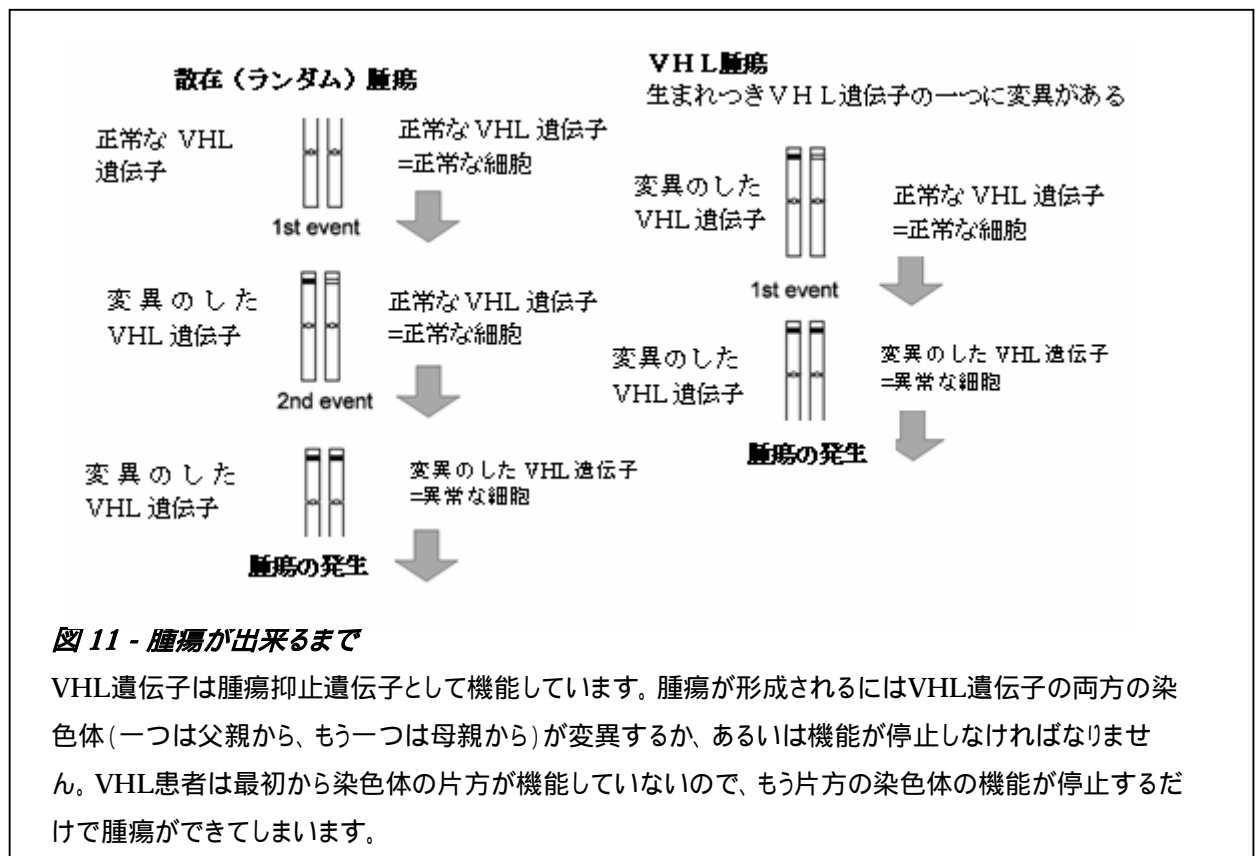 散在（ランダム）腫瘍
正常な VHL
遺伝子
正常な VHL 遺伝子
=正常な細胞
1st event
変異のした
VHL 遺伝子
正常な VHL 遺伝子
=正常な細胞
2nd event
変異のした
VHL 遺伝子
変異のした VHL 遺伝子
=異常な細胞
腫瘍の発生
ＶＨＬ腫瘍
生まれつきＶＨＬ遺伝子の一つに変異がある
変異のした
VHL 遺伝子
正常な VHL 遺伝子
=正常な細胞
1st event
変異のした
VHL 遺伝子
変異のした VHL 遺伝子
=異常な細胞
腫瘍の発生
図 11 - 腫瘍が出来るまで
VHL遺伝子は腫瘍抑止遺伝子として機能しています。腫瘍が形成されるにはVHL遺伝子の両方の染
色体(一つは父親から、もう一つは母親から)が変異するか、あるいは機能が停止しなければなりませ
ん。VHL患者は最初から染色体の片方が機能していないので、もう片方の染色体の機能が停止するだ
けで腫瘍ができてしまいます。